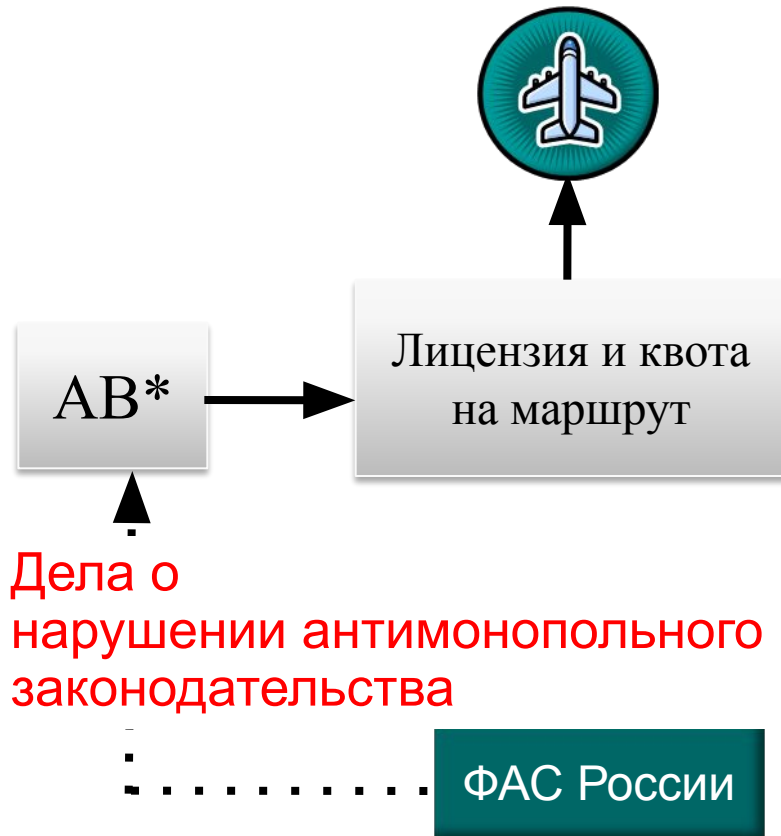 Лицензия и квота
на маршрут
АВ*
Дела о
нарушении антимонопольного
законодательства
ФАС России